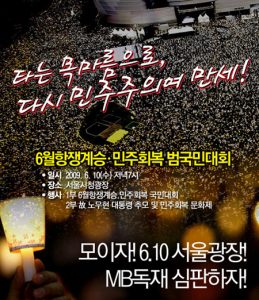 타는 목마름으로,
다시 민주주의여 만세!
6월항쟁계승·민주회복 범국민대회
• 일시 : 2009. 6. 10(수) 저녁7시
• 장소: 서울시청광장
• 행사 : 1부 6월항쟁계승·민주회복 국민대회
2부 故 노무현 대통령 추모 및 민주회복 문화제
모이자! 6.10 서울광장!
MB독재 심판하자!